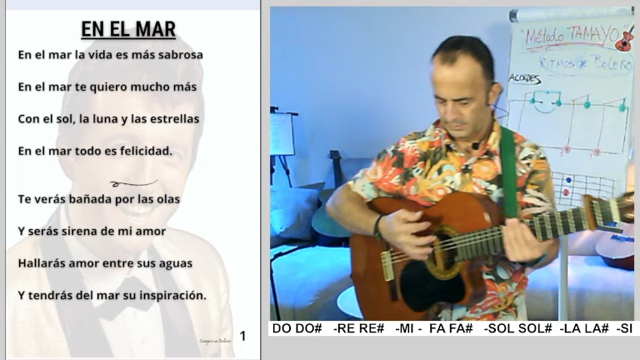 EN EL MAR
En el mar la vida es más sabrosa
En el mar te quiero mucho más
Con el sol, la luna y las estrellas
En el mar todo es felicidad.
Te verás bañada por las olas
Y serás sirena de mi amor
Hallarás amor entre sus aguas
Y tendrás del mar su inspiración.
1
"Método TAMAYO"
RITMOS DE BOLERO
ACORDES
DO DO# -RE RE# -MI - FA FA# -SOL SOL# -LA LA# -SI